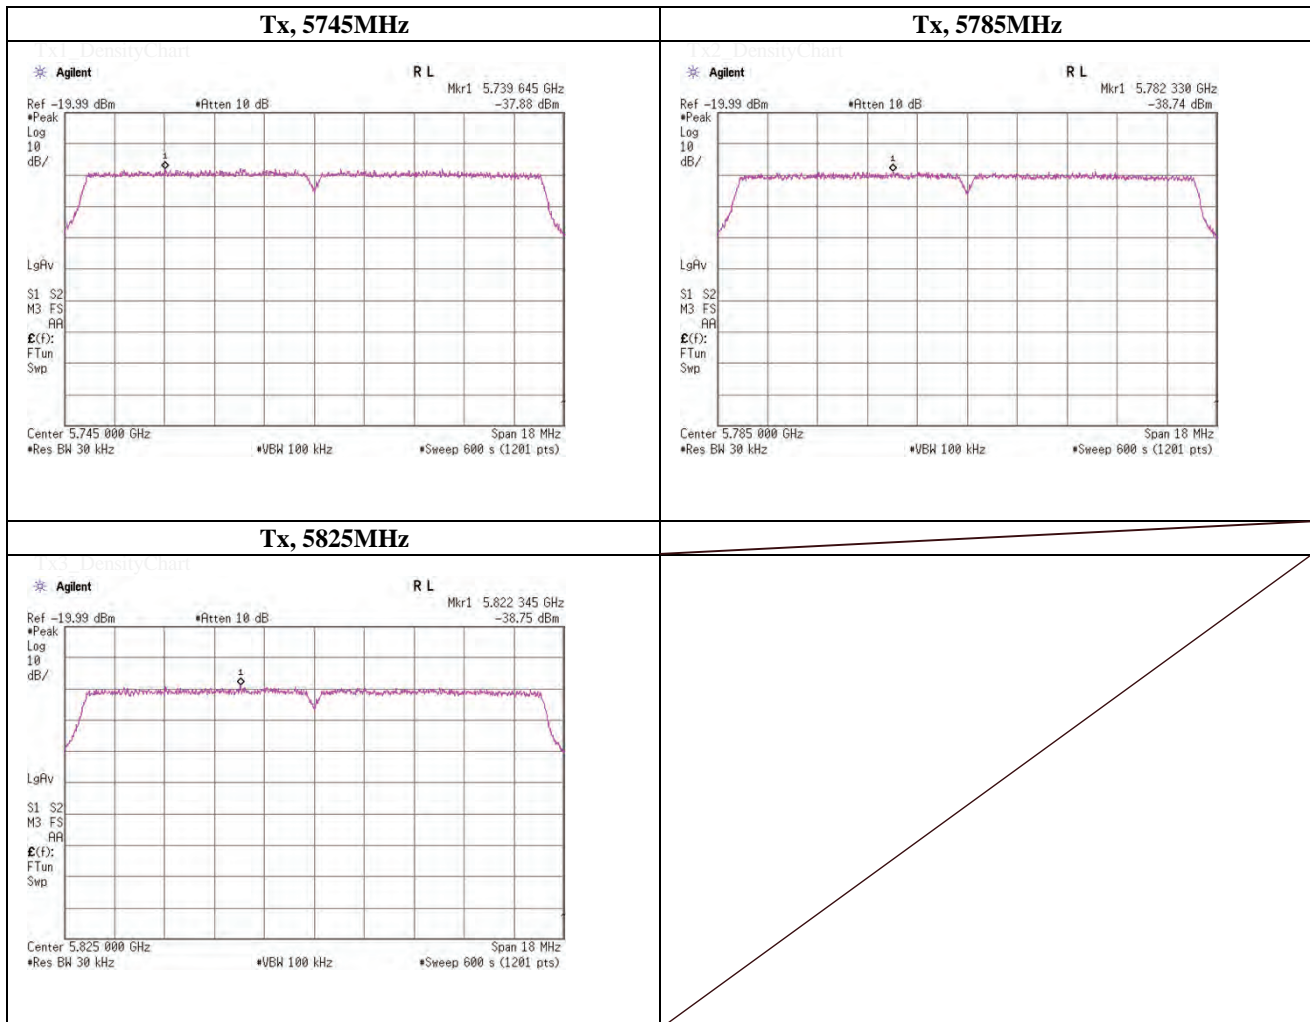 Tx, 5745MHz
Tx, 5785MHz
Tx1_DensityChart
Agilent
R L
Mkr1 5.739 645 GHz
Ref -19.99 dBm
*Atten 10 dB
-37.88 dBm
*Peak
Log
10
dB/
1
LgAv
S1 S2
M3 FS
AA
£(f):
FTun
Swp
Center 5.745 000 GHz
Span 18 MHz
*Res BW 30 kHz
*VBW 100 kHz
*Sweep 600 s (1201 pts)
Tx2_DensityChart
Agilent
R L
Mkr1 5.782 330 GHz
Ref -19.99 dBm
*Atten 10 dB
-38.74 dBm
*Peak
Log
10
dB/
1
LgAv
S1 S2
M3 FS
AA
£(f):
FTun
Swp
Center 5.785 000 GHz
Span 18 MHz
*Res BW 30 kHz
*VBW 100 kHz
*Sweep 600 s (1201 pts)
Tx, 5825MHz
Tx3_DensityChart
Agilent
R L
Mkr1 5.822 345 GHz
Ref -19.99 dBm
*Atten 10 dB
-38.75 dBm
*Peak
Log
10
dB/
1
LgAv
S1 S2
M3 FS
AA
£(f):
FTun
Swp
Center 5.825 000 GHz
Span 18 MHz
*Res BW 30 kHz
*VBW 100 kHz
*Sweep 600 s (1201 pts)